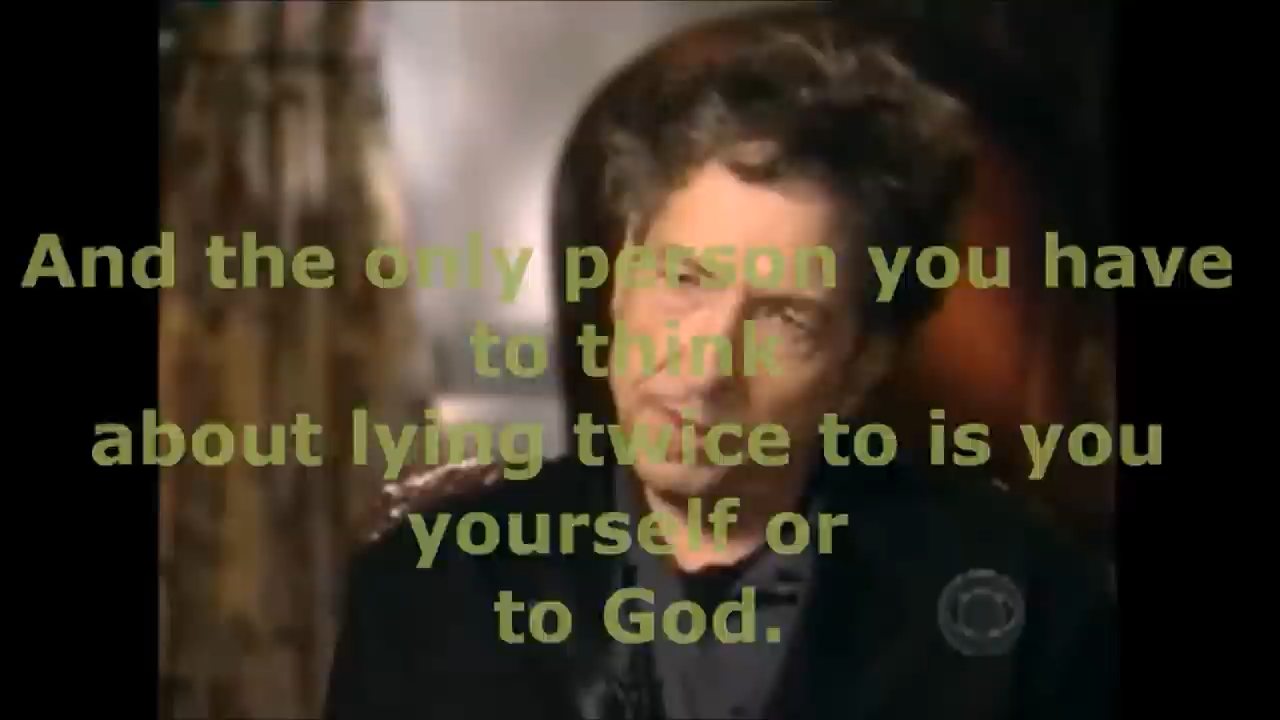 And the only person you have
to think
about lying twice to is you
yourself or
to God.